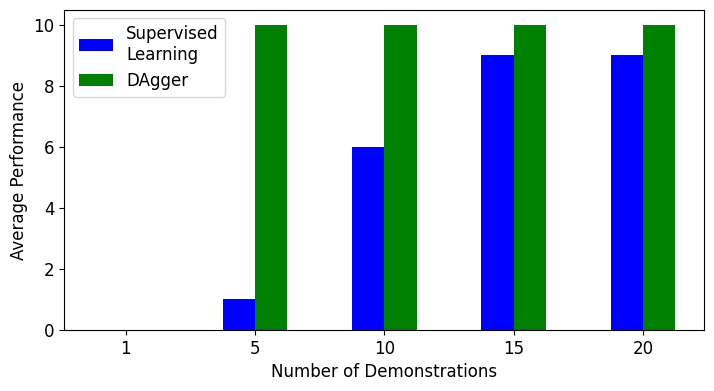 10
8
6
4
2
0
Average Performance
Supervised
Learning
DAgger
1 5 10 15 20
Number of Demonstrations